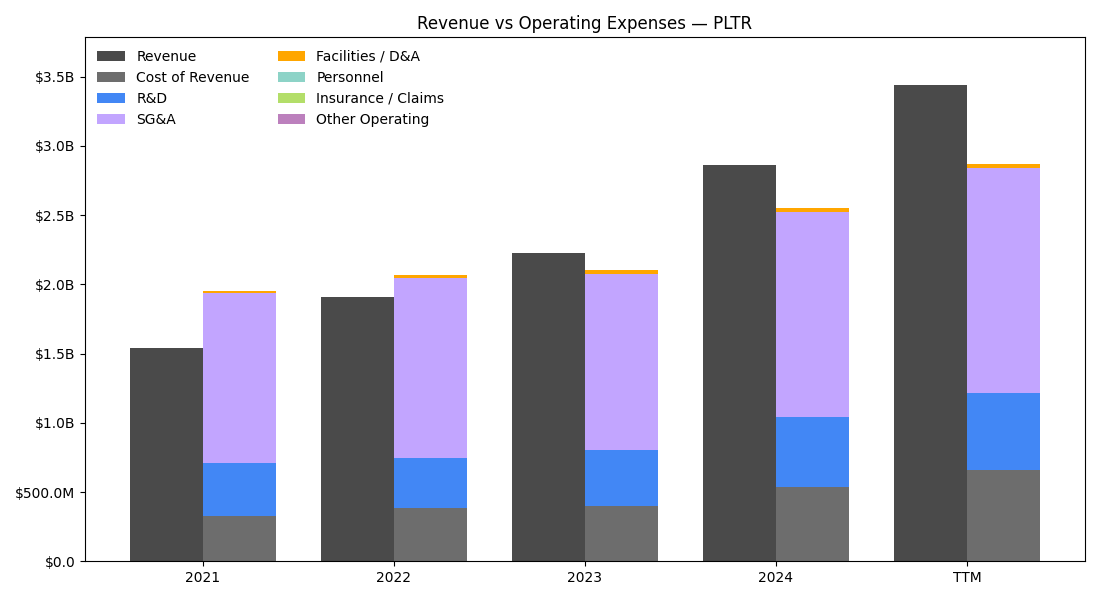 Revenue vs Operating Expenses — PLTR
Revenue
Cost of Revenue
R&D
SG&A
Facilities / D&A
Personnel
Insurance / Claims
Other Operating
$3.5B
$3.0B
$2.5B
$2.0B
$1.5B
$1.0B
$500.0M
$0.0
2021
2022
2023
2024
TTM